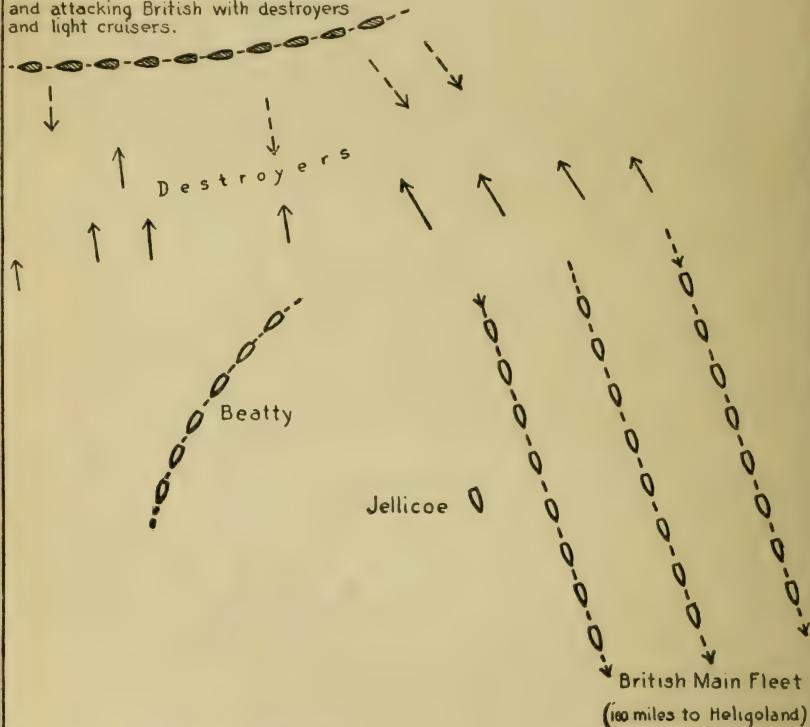 and attacking British with destroyers
and light cruisers.
Destroyers
Beatty
Jellicoe
British Main Fleet
(160 miles to Heligoland)